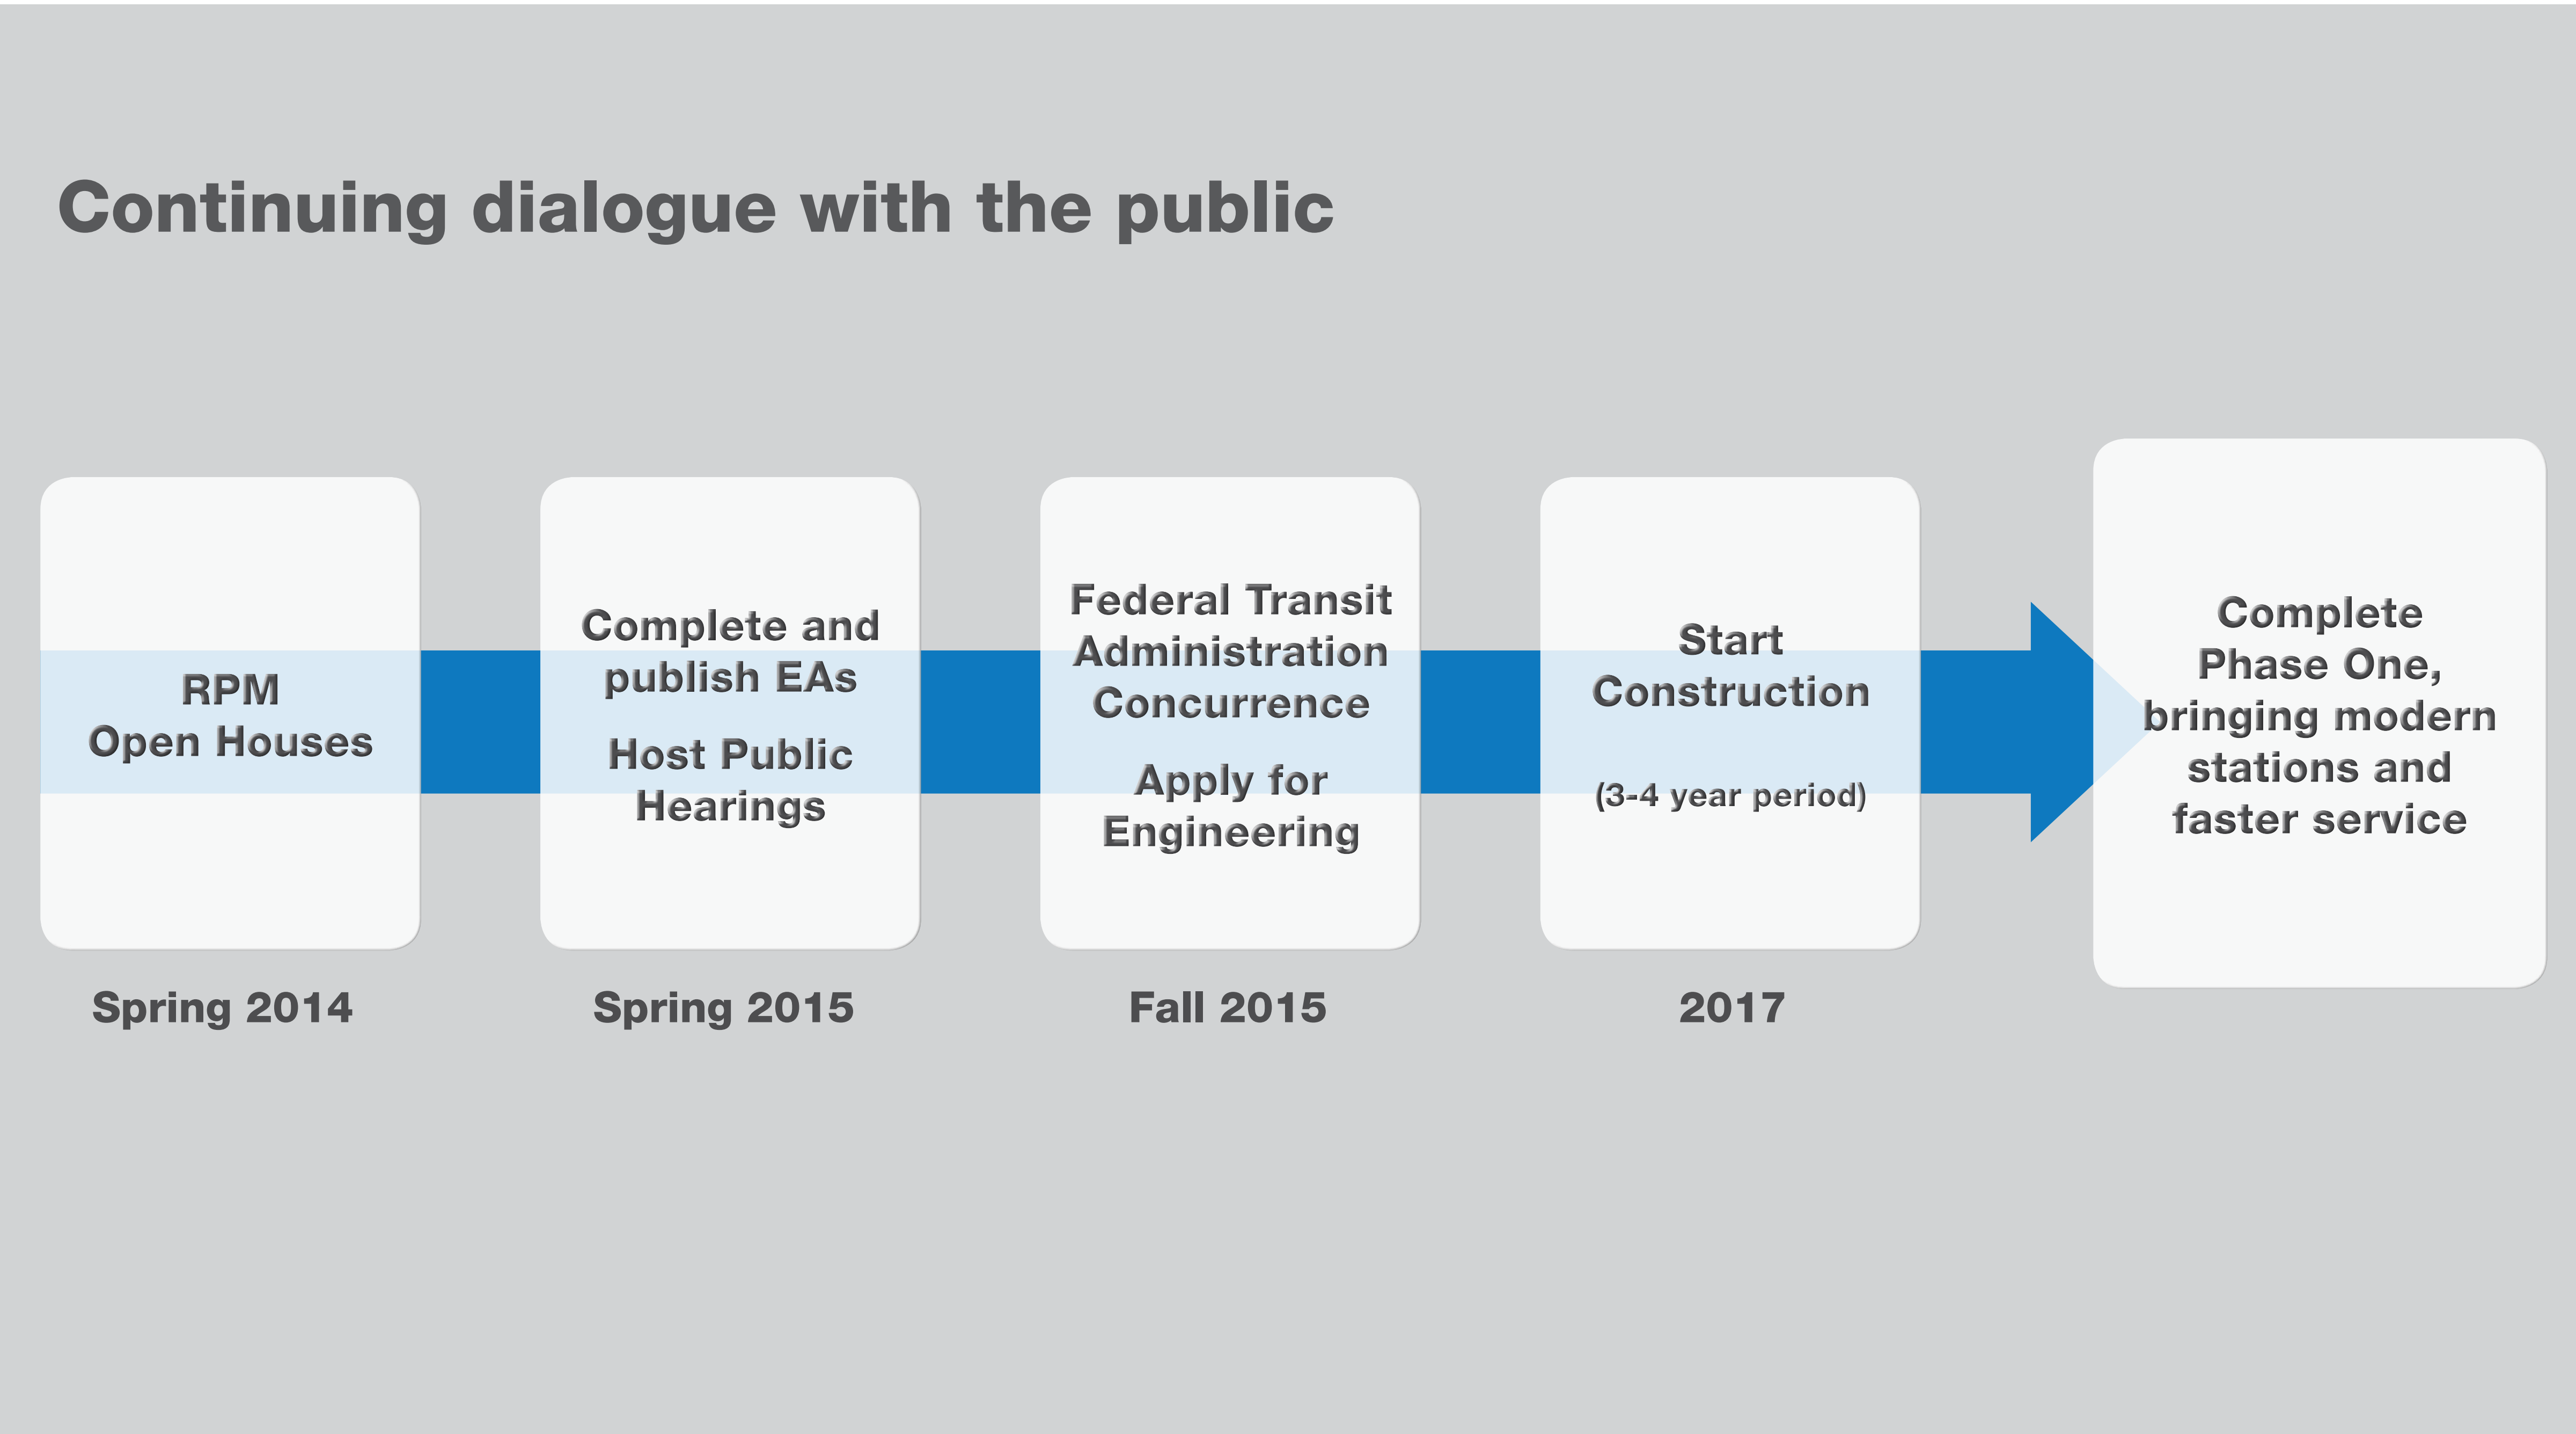 Continuing dialogue with the public
RPM
Open Houses
Spring 2014
Complete and
publish EAs
Host Public
Hearings
Spring 2015
Federal Transit
Administration
Concurrence
Apply for
Engineering
Fall 2015
Start
Construction
(3-4 year period)
2017
Complete
Phase One,
bringing modern
stations and
faster service